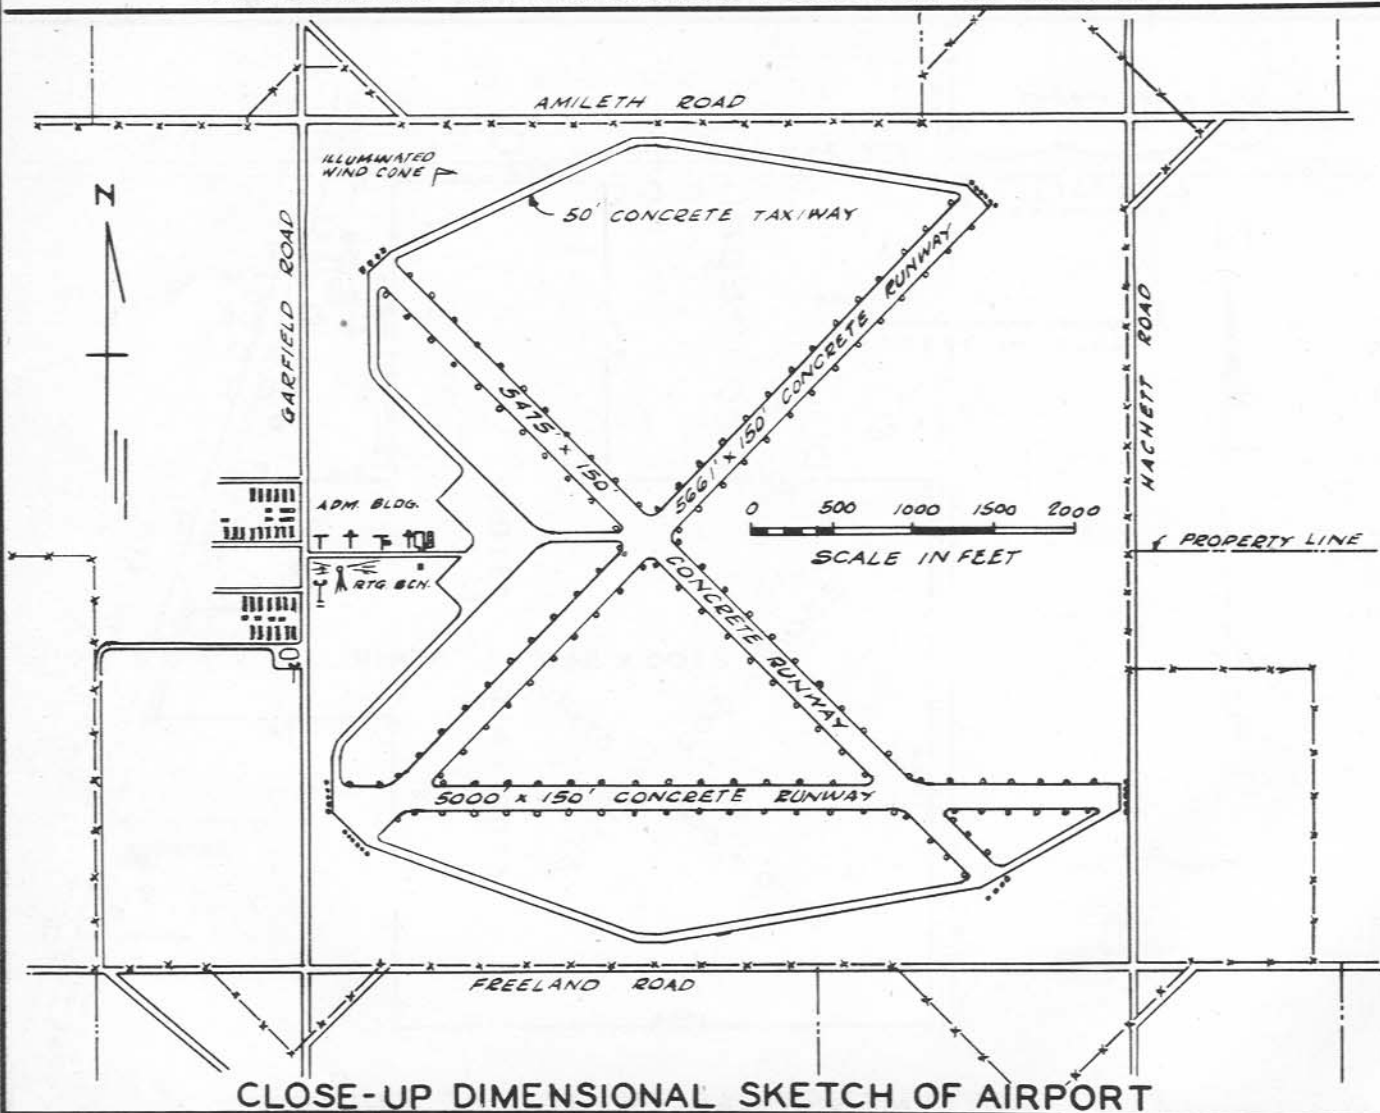 AMILETH ROAD
ILLUMINATED
WIND CONE
N
50' CONCRETE TAXIWAY
GARFIELD ROAD
HACHETT ROAD
5475' x 150'
5661' x 150' CONCRETE RUNWAY
ADM. BLDG.
0 500 1000 1500 2000
SCALE IN FEET
PROPERTY LINE
RTG. BCN.
CONCRETE RUNWAY
5000' x 150' CONCRETE RUNWAY
FREELAND ROAD
CLOSE-UP DIMENSIONAL SKETCH OF AIRPORT